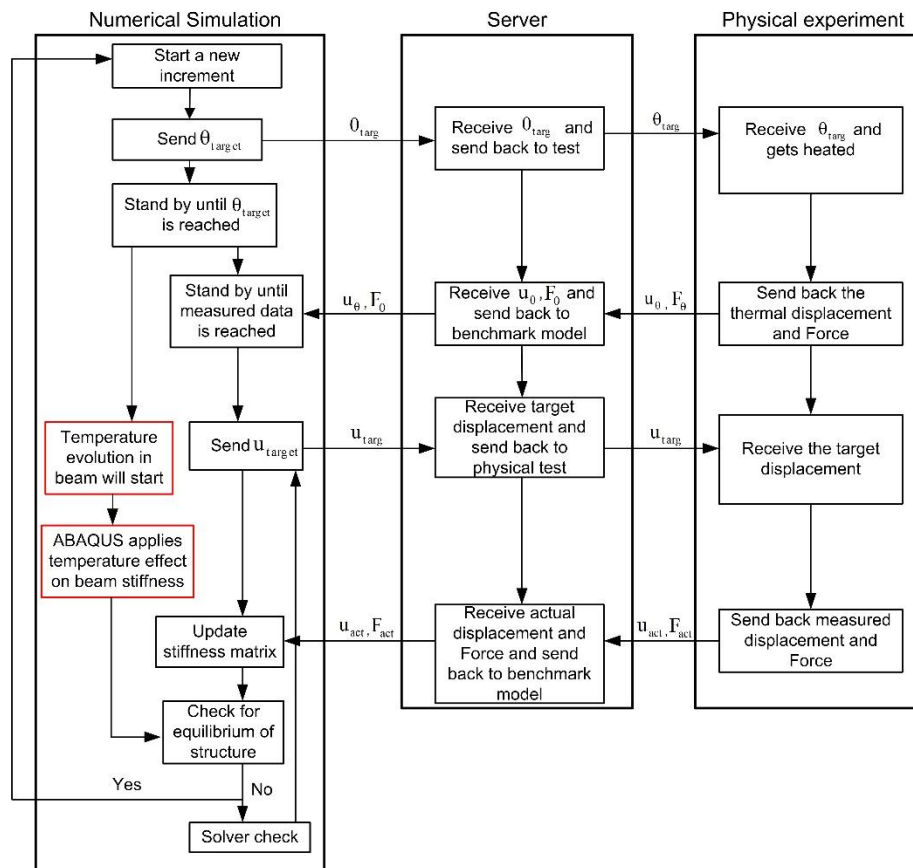 Numerical Simulation
Server
Physical experiment
Start a new
increment
Send θtarget
0targ
Receive 0targ and
send back to test
θtarg
Receive θtarg and
gets heated
Stand by until θtarget
is reached
Stand by until
measured data
is reached
uθ, F0
Receive u0, F0 and
send back to
benchmark model
uθ, Fθ
Send back the
thermal displacement
and Force
Temperature
evolution in
beam will start
Send utarget
utarg
Receive target
displacement and
send back to
physical test
utarg
Receive the target
displacement
ABAQUS applies
temperature effect
on beam stiffness
Update
stiffness matrix
uact, Fact
Receive actual
displacement and
Force and send
back to benchmark
model
uact, Fact
Send back measured
displacement and
Force
Check for
equilibrium of
structure
Yes
No
Solver check